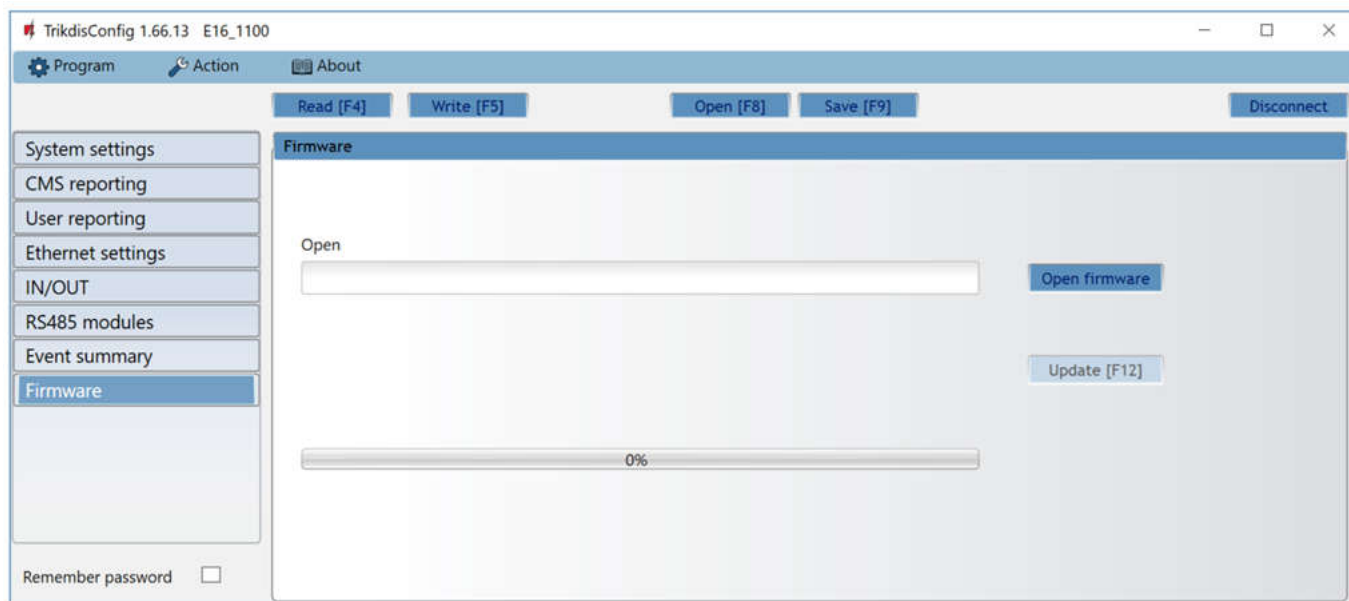 TrikdisConfig 1.66.13 E16_1100
Program Action About
Read [F4] Write [F5] Open [F8] Save [F9] Disconnect
System settings
CMS reporting
User reporting
Ethernet settings
IN/OUT
RS485 modules
Event summary
Firmware
Remember password
Firmware
Open
Open firmware
Update [F12]
0%